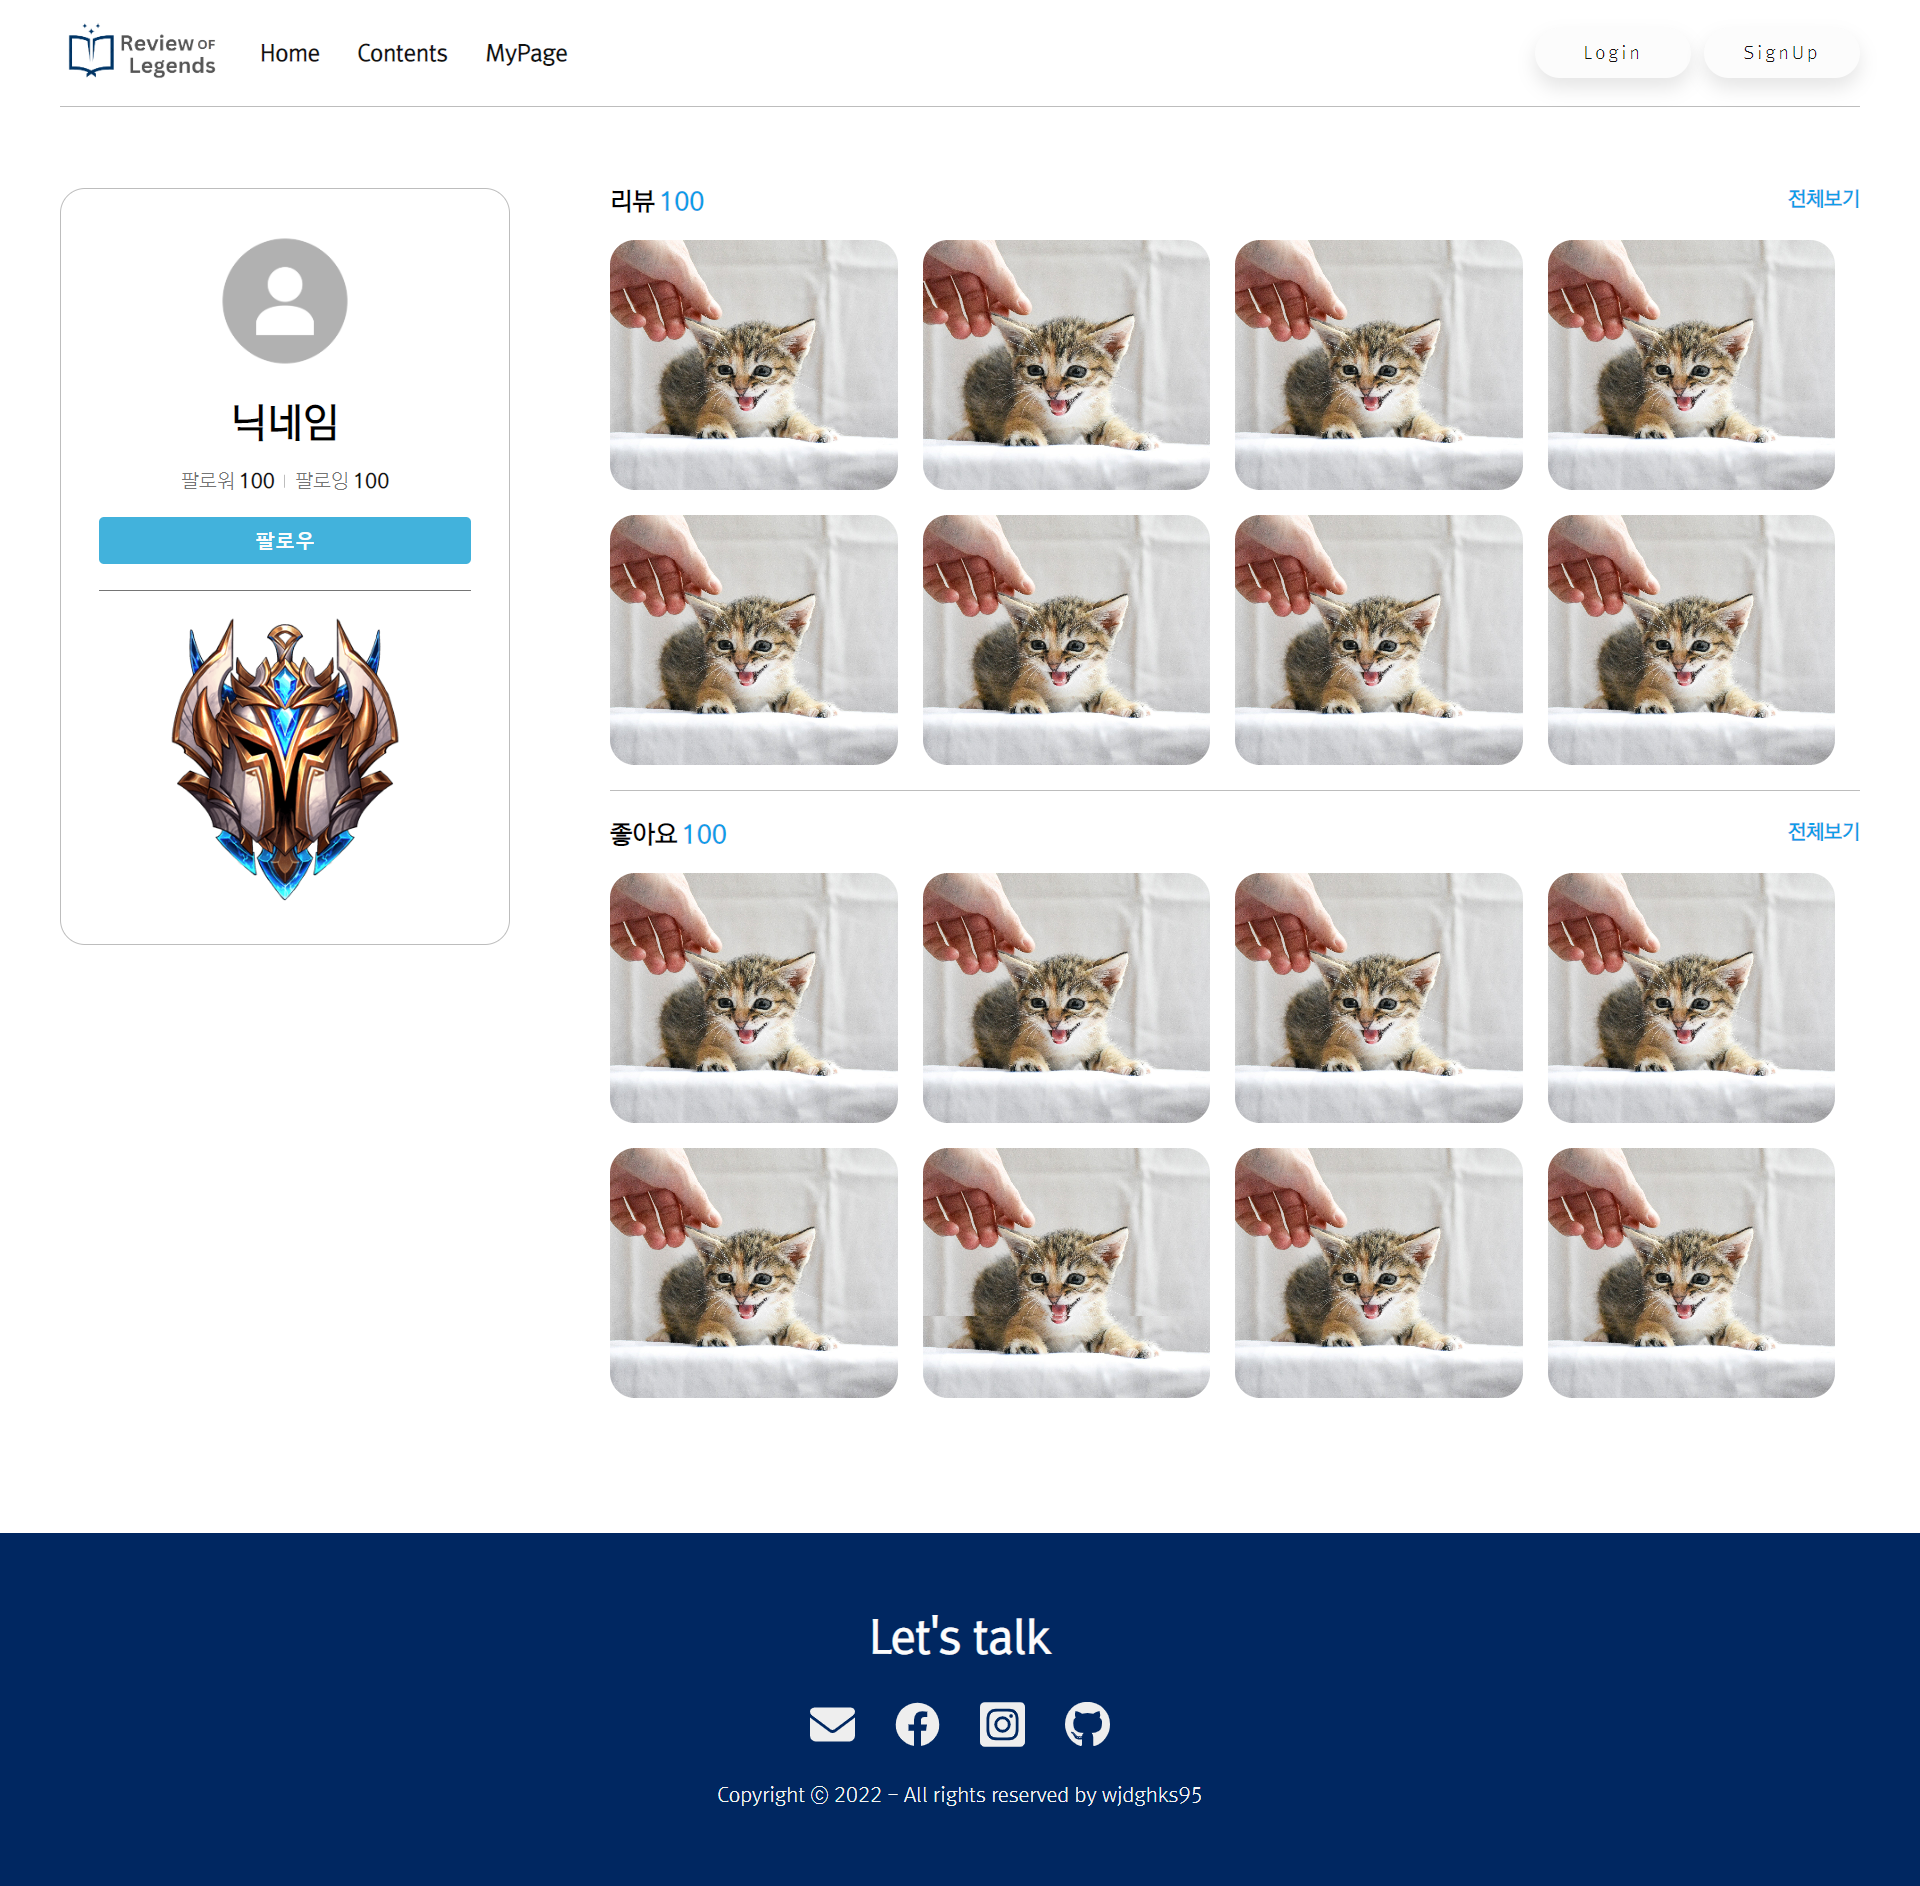 Review OF
Legends
Home
Contents
MyPage
Login
SignUp
닉네임
팔로워 100 | 팔로잉 100
팔로우
리뷰 100
전체보기
좋아요 100
전체보기
Let's talk
Copyright ⓒ 2022 – All rights reserved by wjdghks95